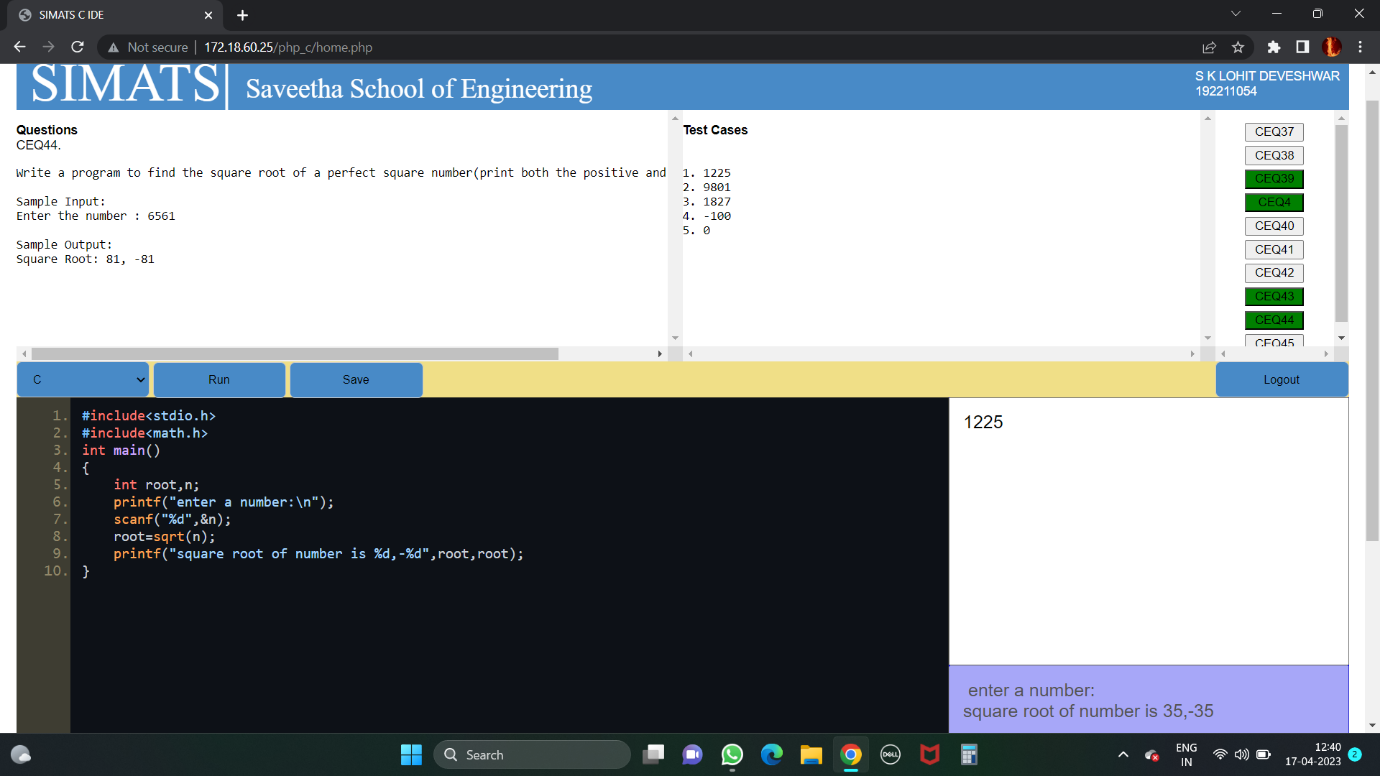 SIMATS C IDE
Not secure | 172.18.60.25/php_c/home.php
SIMATS| Saveetha School of Engineering
S K LOHIT DEVESHWAR
192211054
Questions
CEQ44.
Write a program to find the square root of a perfect square number(print both the positive and
Sample Input:
Enter the number : 6561
Sample Output:
Square Root: 81, -81
Test Cases
1. 1225
2. 9801
3. 1827
4. -100
5. 0
CEQ37
CEQ38
CEQ39
CEQ4
CEQ40
CEQ41
CEQ42
CEQ43
CEQ44
CEQ45
C Run Save Logout
1. #include<stdio.h>
2. #include<math.h>
3. int main()
4. {
5. int root,n;
6. printf("enter a number:\n");
7. scanf("%d",&n);
8. root=sqrt(n);
9. printf("square root of number is %d,-%d",root,root);
10. }
1225
enter a number:
square root of number is 35,-35
Search
DELL
ENG
IN
12:40
17-04-2023
2